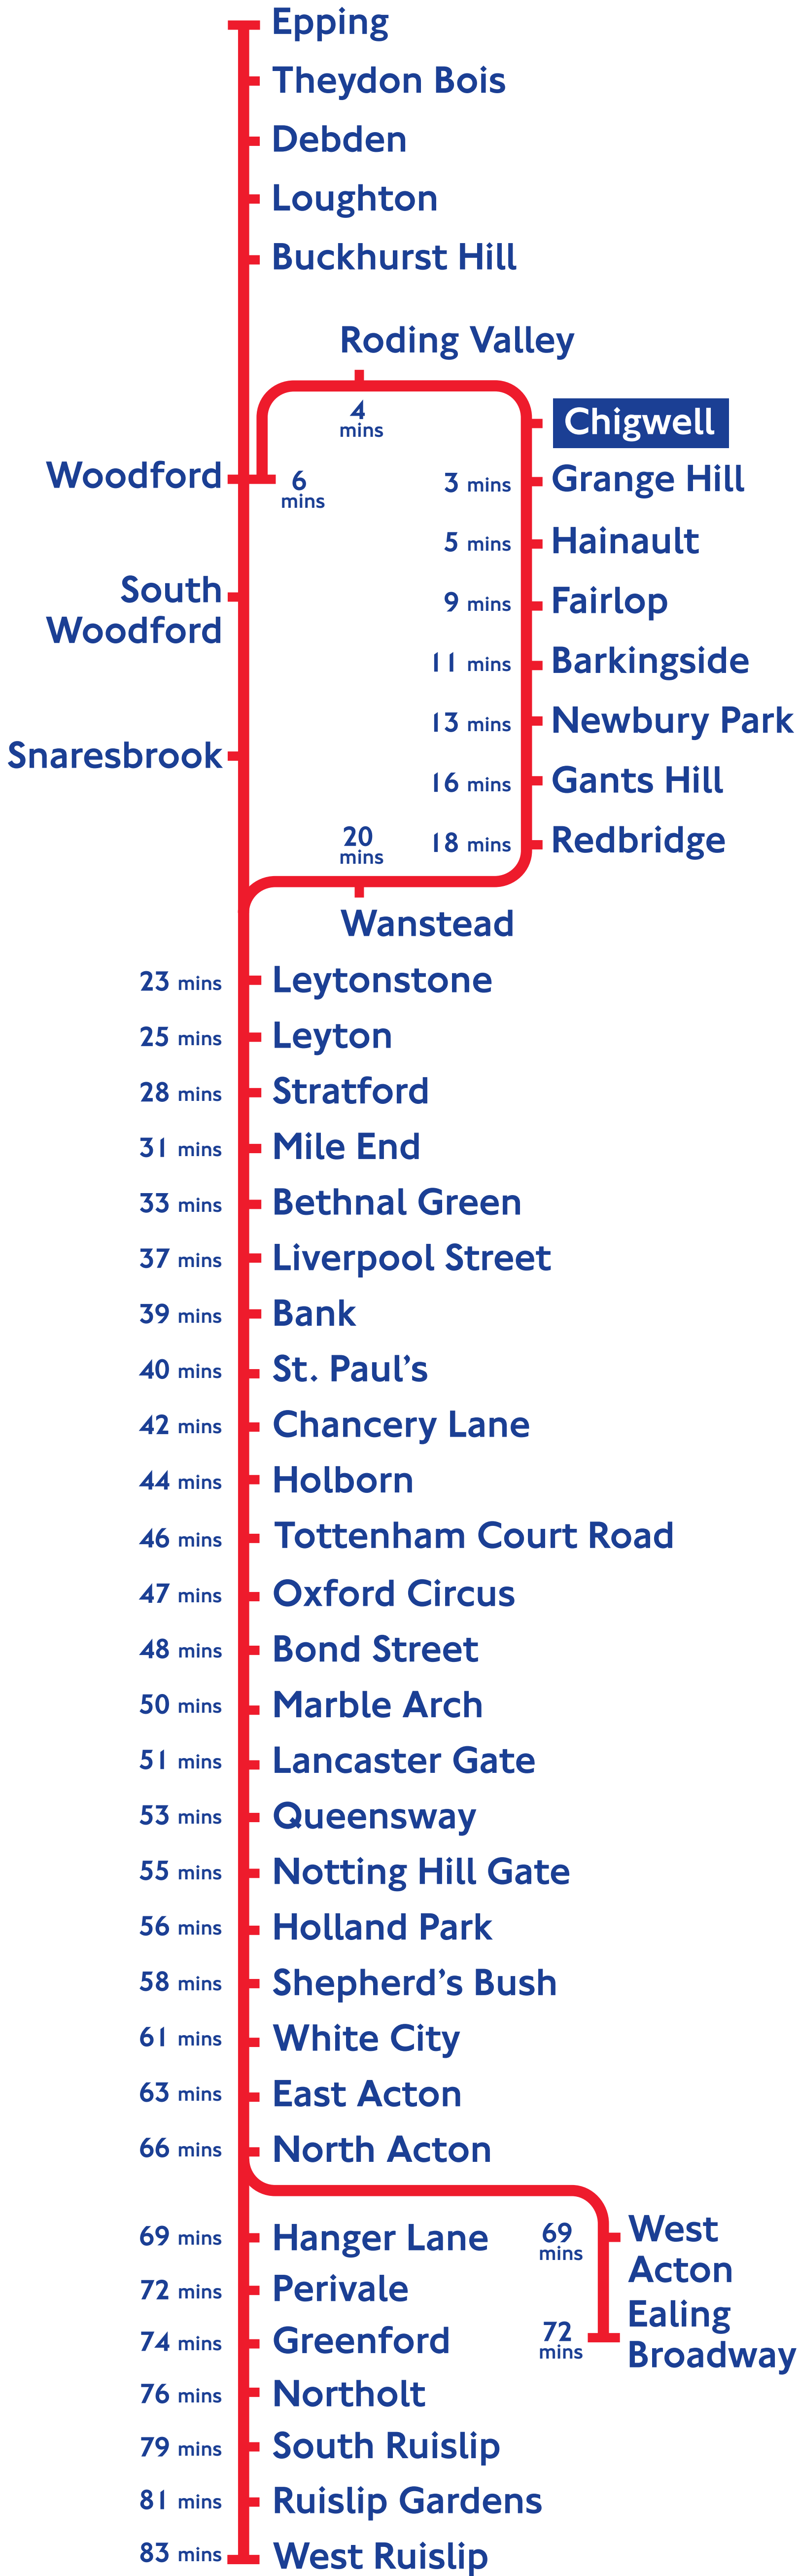 Epping
Theydon Bois
Debden
Loughton
Buckhurst Hill
Roding Valley
4
mins
Chigwell
Woodford
6
mins
3 mins Grange Hill
5 mins Hainault
South
Woodford
9 mins Fairlop
11 mins Barkingside
13 mins Newbury Park
Snaresbrook
16 mins Gants Hill
18 mins Redbridge
20
mins
Wanstead
23 mins Leytonstone
25 mins Leyton
28 mins Stratford
31 mins Mile End
33 mins Bethnal Green
37 mins Liverpool Street
39 mins Bank
40 mins St. Paul's
42 mins Chancery Lane
44 mins Holborn
46 mins Tottenham Court Road
47 mins Oxford Circus
48 mins Bond Street
50 mins Marble Arch
51 mins Lancaster Gate
53 mins Queensway
55 mins Notting Hill Gate
56 mins Holland Park
58 mins Shepherd's Bush
61 mins White City
63 mins East Acton
66 mins North Acton
69 mins Hanger Lane
69
mins
West
Acton
72 mins Perivale
74 mins Greenford
72
mins
Ealing
Broadway
76 mins Northolt
79 mins South Ruislip
81 mins Ruislip Gardens
83 mins West Ruislip